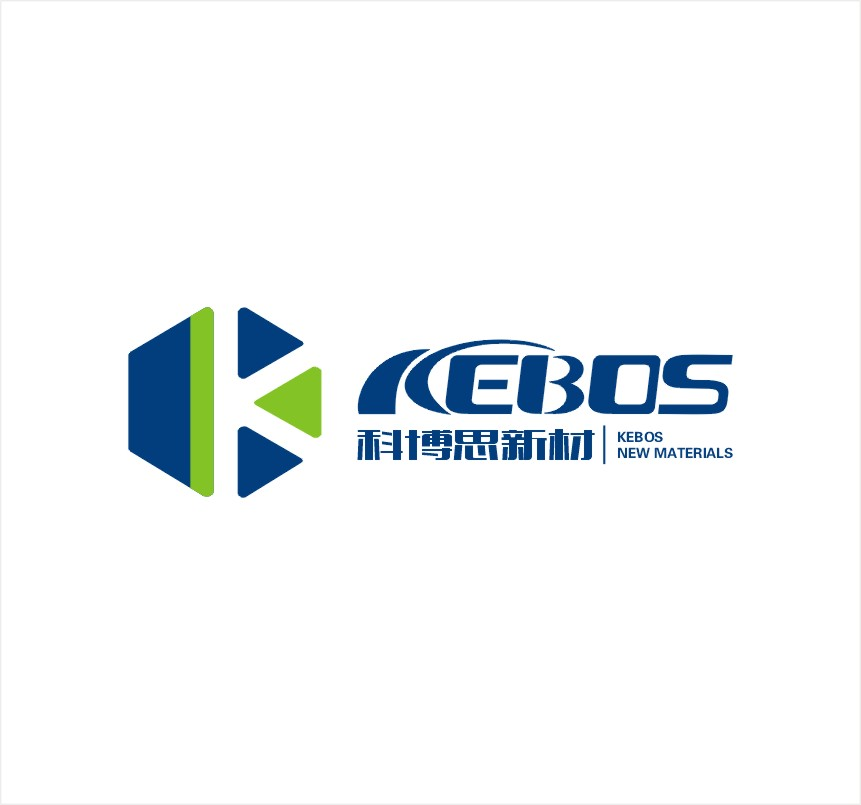 KEBOS
科博思新材
KEBOS
NEW MATERIALS